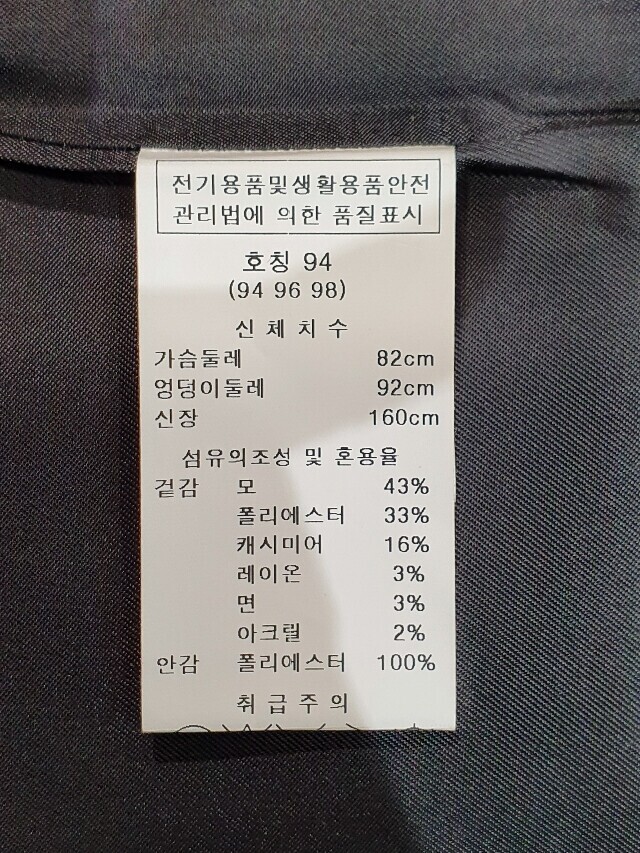 전기용품및생활용품안전
관리법에 의한 품질표시
호칭 94
(94 96 98)
신체치수
가슴둘레 82cm
엉덩이둘레 92cm
신장 160cm
섬유의조성 및 혼용율
겉감 모 43%
폴리에스터 33%
캐시미어 16%
레이온 3%
면 3%
아크릴 2%
안감 폴리에스터 100%
취급주의